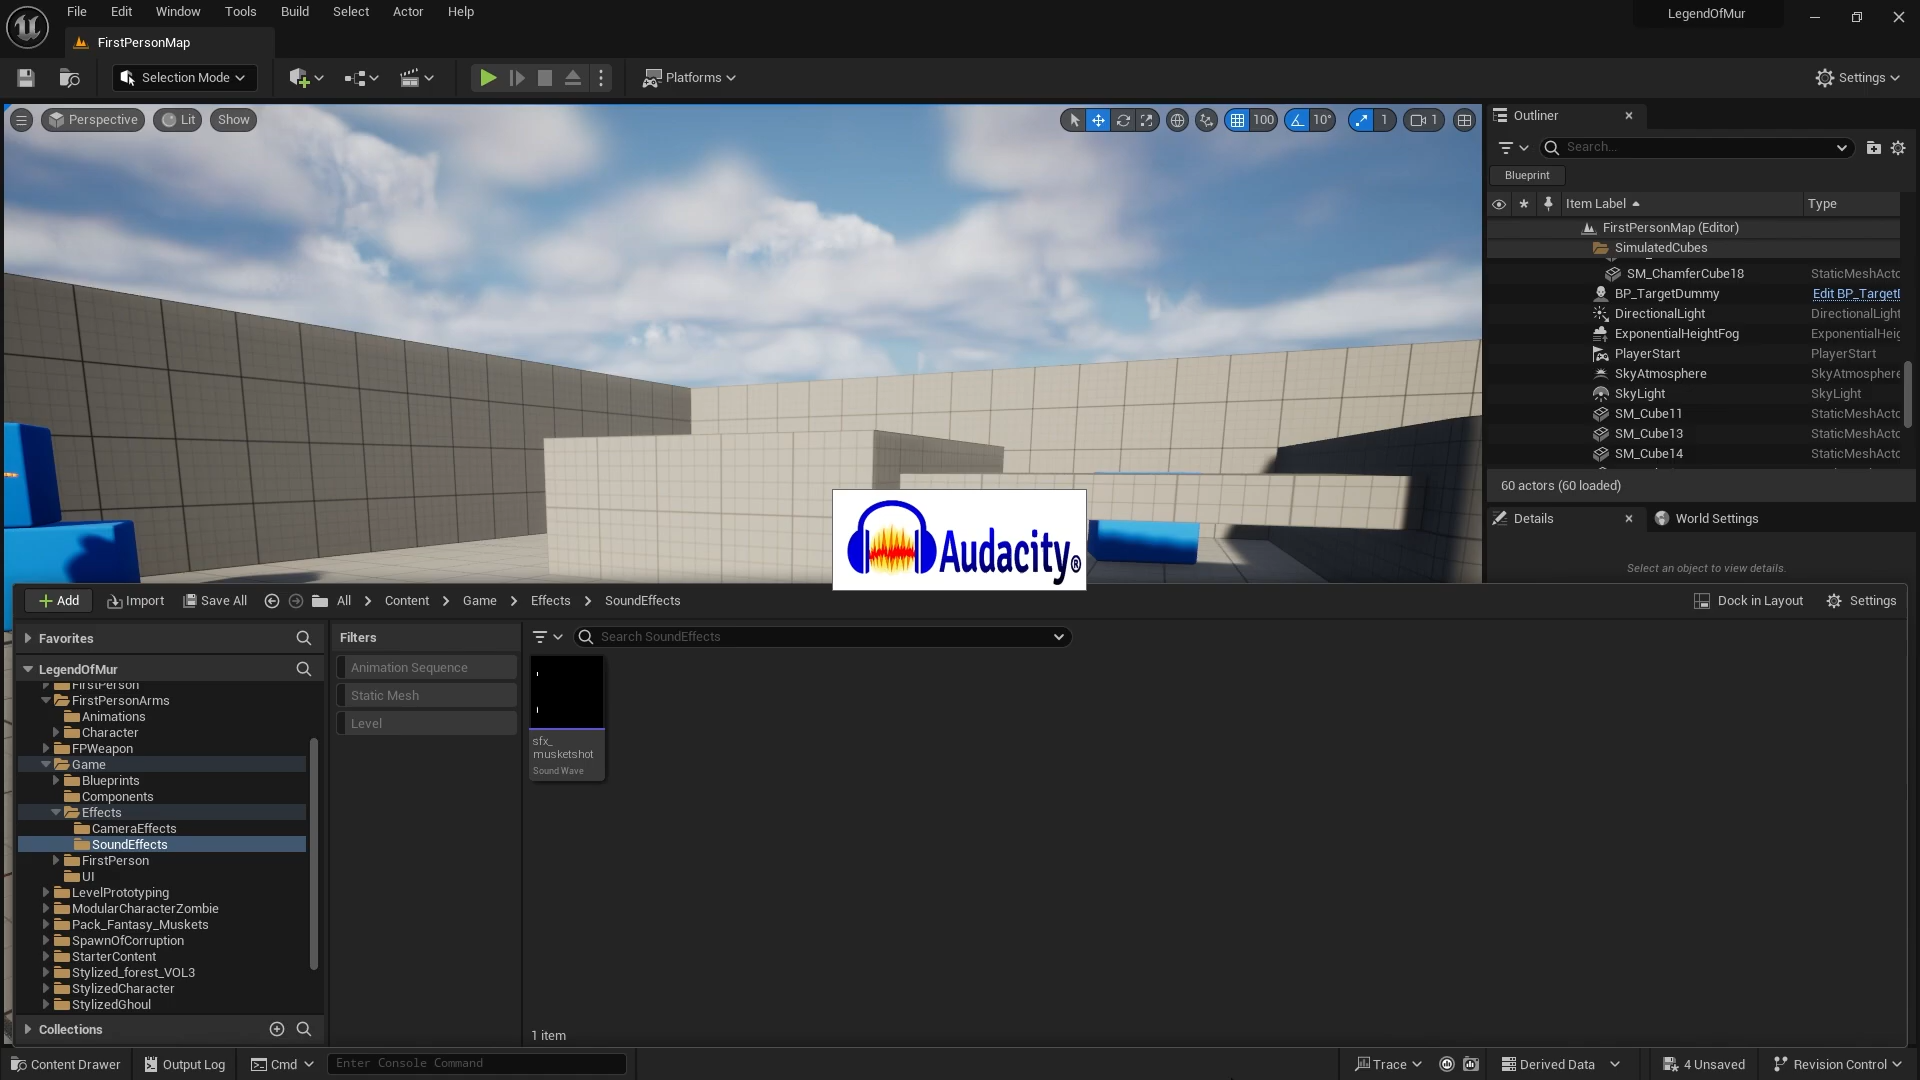 File Edit Window Tools Build Select Actor Help
LegendOfMur
FirstPersonMap
Selection Mode
Platforms
Settings
Perspective Lit Show
100 10° 1 1
Outliner
Search...
Blueprint
Item Label Type
FirstPersonMap (Editor)
SimulatedCubes
SM_ChamferCube18 StaticMeshActo
BP_TargetDummy Edit BP_TargetD
DirectionalLight DirectionalLight
ExponentialHeightFog ExponentialHeig
PlayerStart PlayerStart
SkyAtmosphere SkyAtmosphere
SkyLight SkyLight
SM_Cube11 StaticMeshActo
SM_Cube13 StaticMeshActo
SM_Cube14 StaticMeshActo
60 actors (60 loaded)
Details World Settings
Select an object to view details.
Audacity®
Add Import Save All All Content Game Effects SoundEffects Dock in Layout Settings
Favorites
LegendOfMur
FirstPerson
FirstPersonArms
Animations
Character
FPWeapon
Game
Blueprints
Components
Effects
CameraEffects
SoundEffects
FirstPerson
UI
LevelPrototyping
ModularCharacterZombie
Pack_Fantasy_Muskets
SpawnOfCorruption
StarterContent
Stylized_forest_VOL3
StylizedCharacter
StylizedGhoul
Collections
Filters
Animation Sequence
Static Mesh
Level
Search SoundEffects
sfx_
musketshot
Sound Wave
1 item
Content Drawer Output Log Cmd Enter Console Command Trace Derived Data 4 Unsaved Revision Control